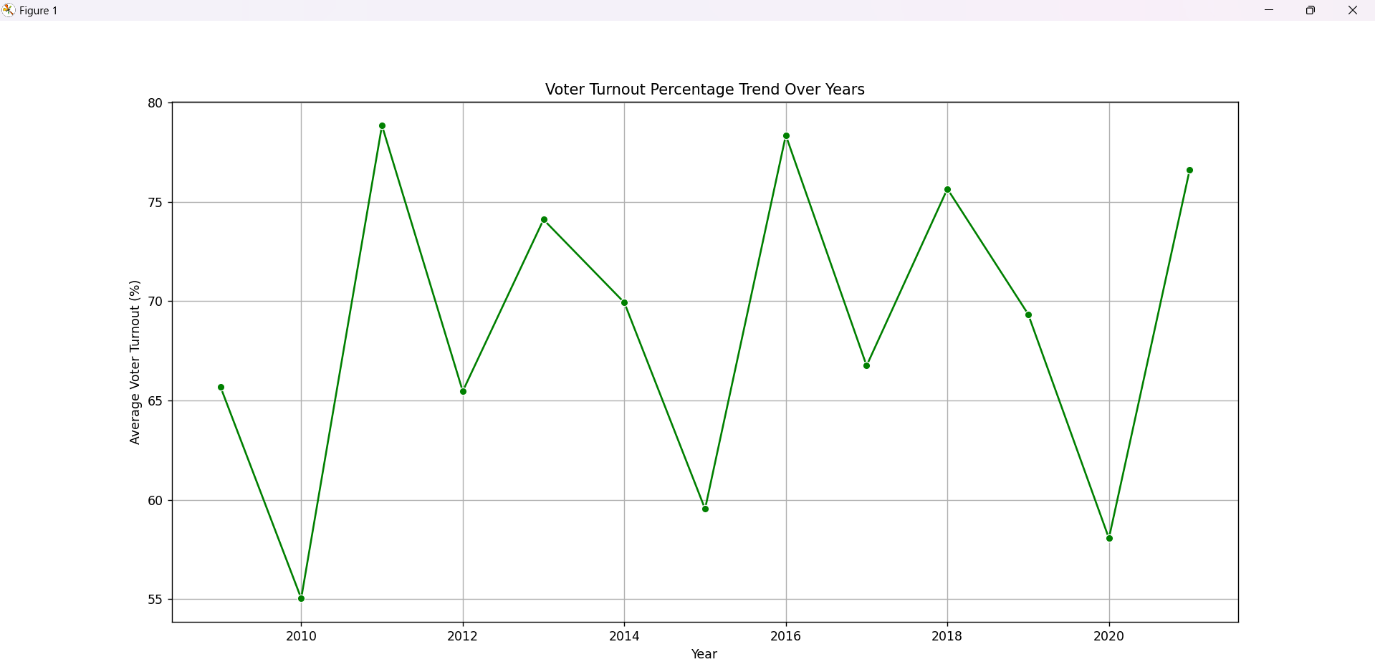 Figure 1
Voter Turnout Percentage Trend Over Years
80
75
70
65
60
55
Average Voter Turnout (%)
2010 2012 2014 2016 2018 2020
Year